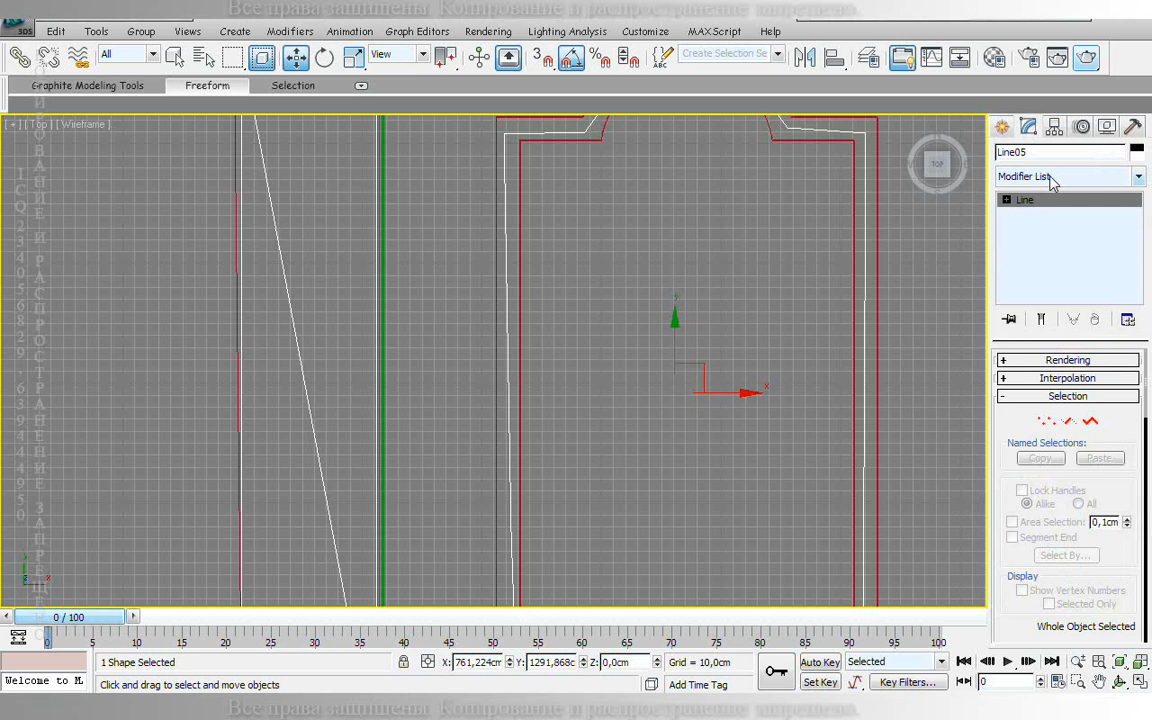 Все права защищены. Копирование и распространение запрещено.
3DS
Edit Tools Group Views Create Modifiers Animation Graph Editors Rendering Lighting Analysis Customize MAXScript Help
All View Create Selection Se
Graphite Modeling Tools Freeform Selection
[ + ] [ Top ] [ Wireframe ]
TOP
Line05
Modifier List
Line
Rendering
Interpolation
Selection
Named Selections:
Copy Paste
Lock Handles
Alike All
Area Selection: 0,1cm
Segment End
Select By...
Display
Show Vertex Numbers
Selected Only
Whole Object Selected
y
x
0 / 100
0 5 10 15 20 25 30 35 40 45 50 55 60 65 70 75 80 85 90 95 100
1 Shape Selected X: 761,224cm Y: 1291,868c Z: 0,0cm Grid = 10,0cm Auto Key Selected
Welcome to M Click and drag to select and move objects Add Time Tag Set Key Key Filters... 0
Все права защищены. Копирование и распространение запрещено.